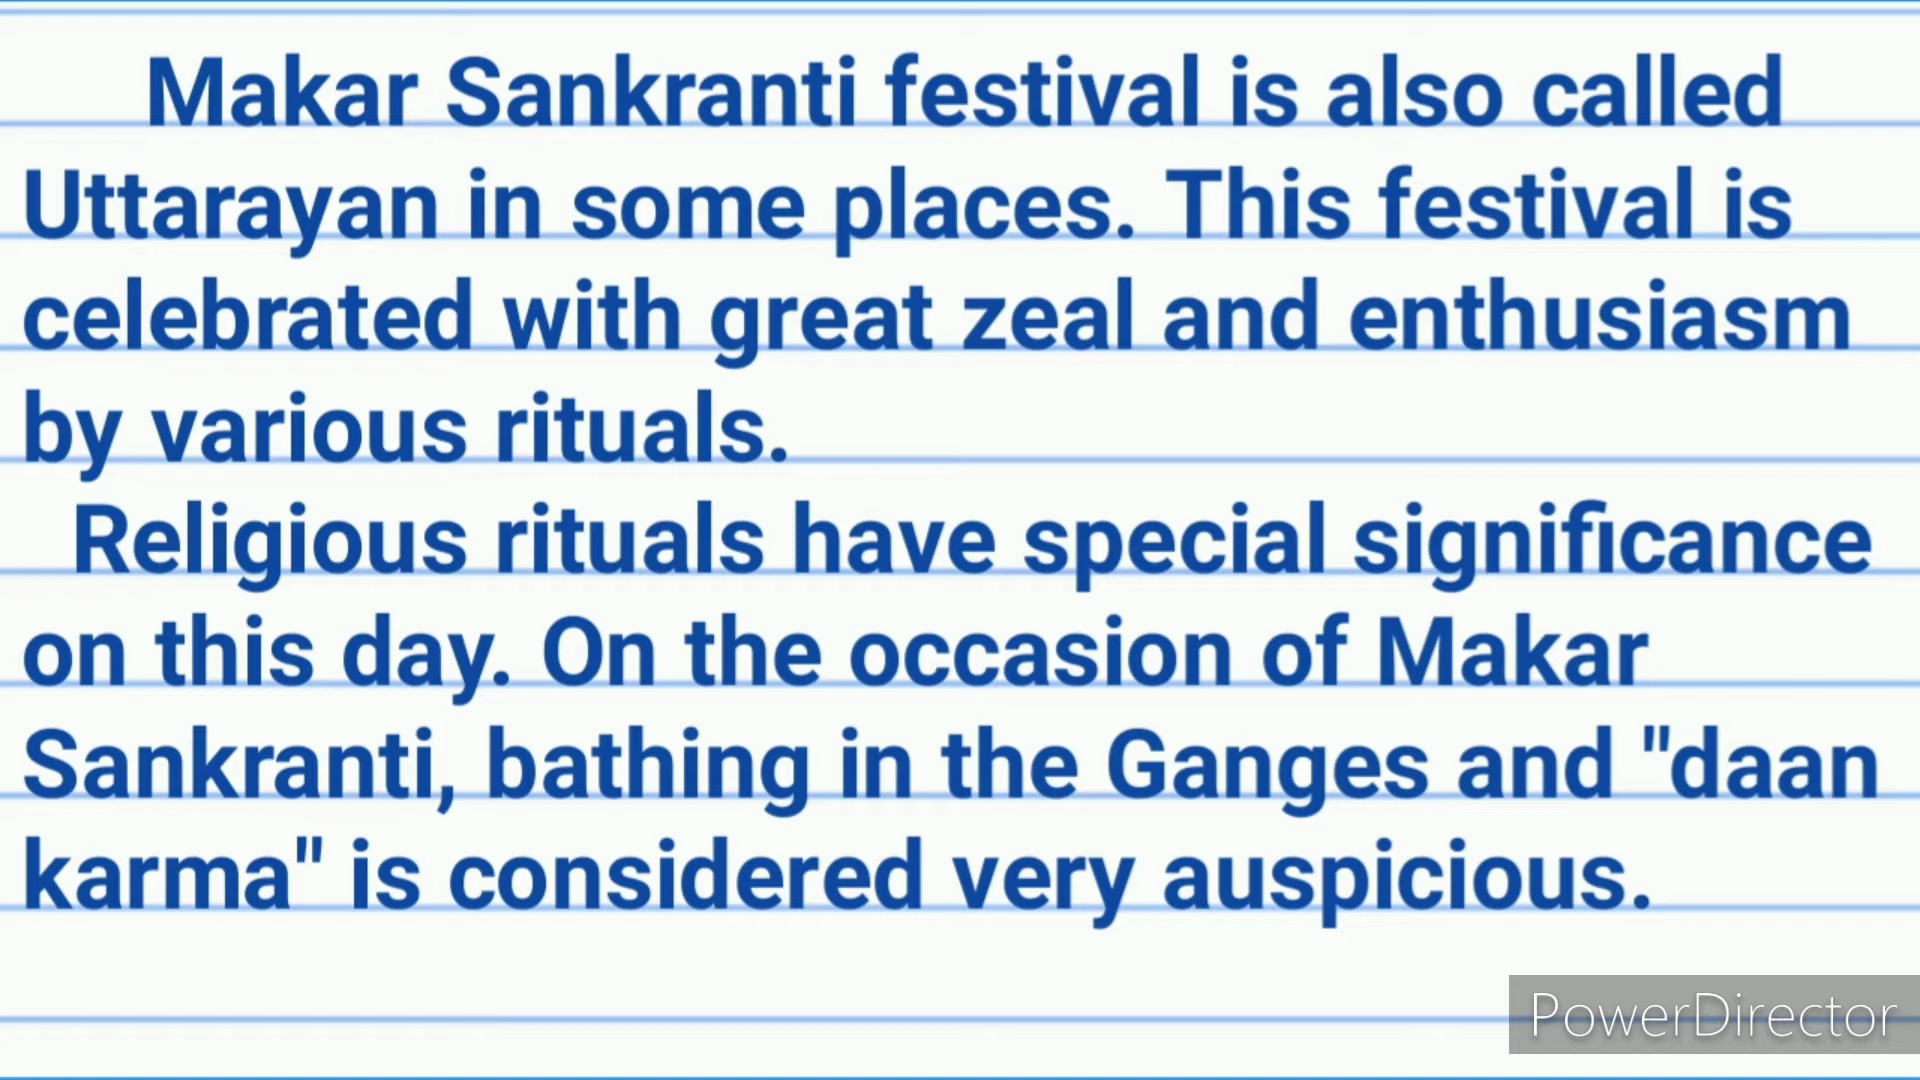 Makar Sankranti festival is also called
Uttarayan in some places. This festival is
celebrated with great zeal and enthusiasm
by various rituals.
Religious rituals have special significance
on this day. On the occasion of Makar
Sankranti, bathing in the Ganges and "daan
karma" is considered very auspicious.
PowerDirector